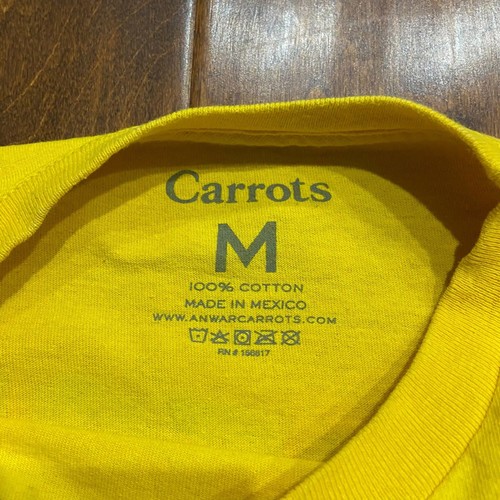 Carrots
M
100% COTTON
MADE IN MEXICO
WWW.ANWARCARROTS.COM
RN # 156817